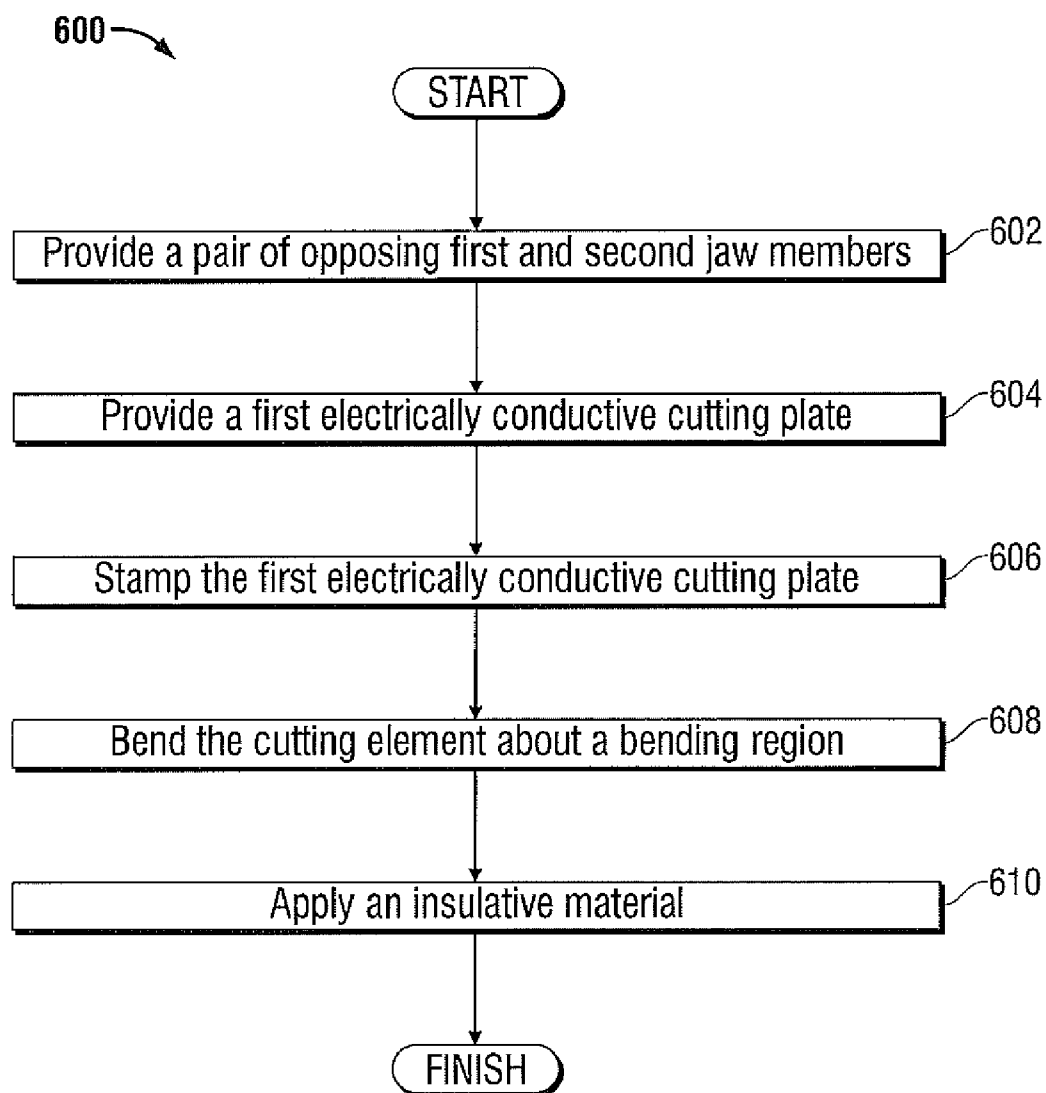 600
START
Provide a pair of opposing first and second jaw members
602
Provide a first electrically conductive cutting plate
604
Stamp the first electrically conductive cutting plate
606
Bend the cutting element about a bending region
608
Apply an insulative material
610
FINISH